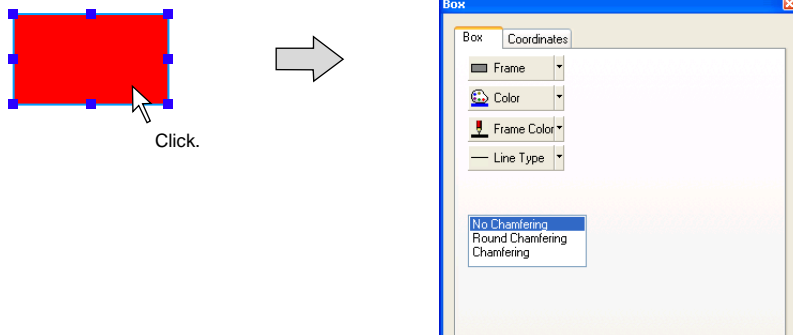 Click.
Box
Box Coordinates
Frame
Color
Frame Color
Line Type
No Chamfering
Round Chamfering
Chamfering